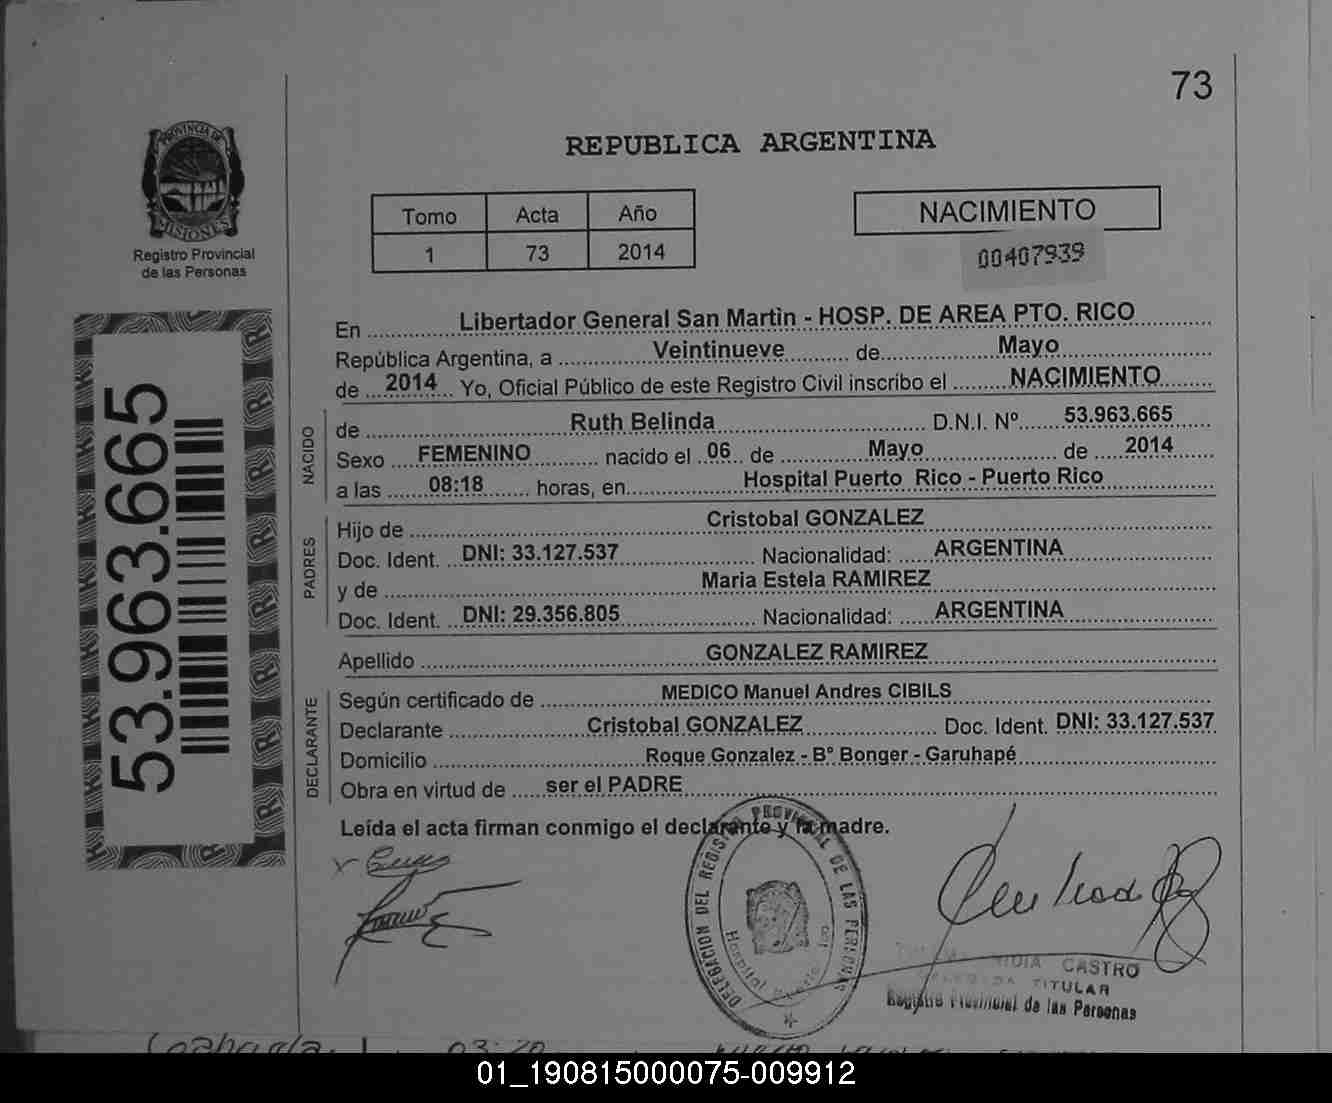 73
PROVINCIA DE
MISIONES
Registro Provincial
de las Personas
REPUBLICA ARGENTINA
Tomo Acta Año
1 73 2014
NACIMIENTO
00407939
53.963.665
En Libertador General San Martìn - HOSP. DE AREA PTO. RICO
República Argentina, a Veintinueve de Mayo
de 2014 Yo, Oficial Público de este Registro Civil inscribo el NACIMIENTO
NACIDO
de Ruth Belinda D.N.I. Nº 53.963.665
Sexo FEMENINO nacido el 06 de Mayo de 2014
a las 08:18 horas, en Hospital Puerto Rico - Puerto Rico
PADRES
Hijo de Cristobal GONZALEZ
Doc. Ident. DNI: 33.127.537 Nacionalidad: ARGENTINA
y de Maria Estela RAMIREZ
Doc. Ident. DNI: 29.356.805 Nacionalidad: ARGENTINA
Apellido GONZALEZ RAMIREZ
DECLARANTE
Según certificado de MEDICO Manuel Andres CIBILS
Declarante Cristobal GONZALEZ Doc. Ident. DNI: 33.127.537
Domicilio Roque Gonzalez - B° Bonger - Garuhapé
Obra en virtud de ser el PADRE
Leída el acta firman conmigo el declarante y la madre.
DELEGACION DEL REGISTRO PROVINCIAL DE LAS PERSONAS
Hospital Puerto Rico
CASTRO
TITULAR
Registro Provincial de las Personas
01_190815000075-009912